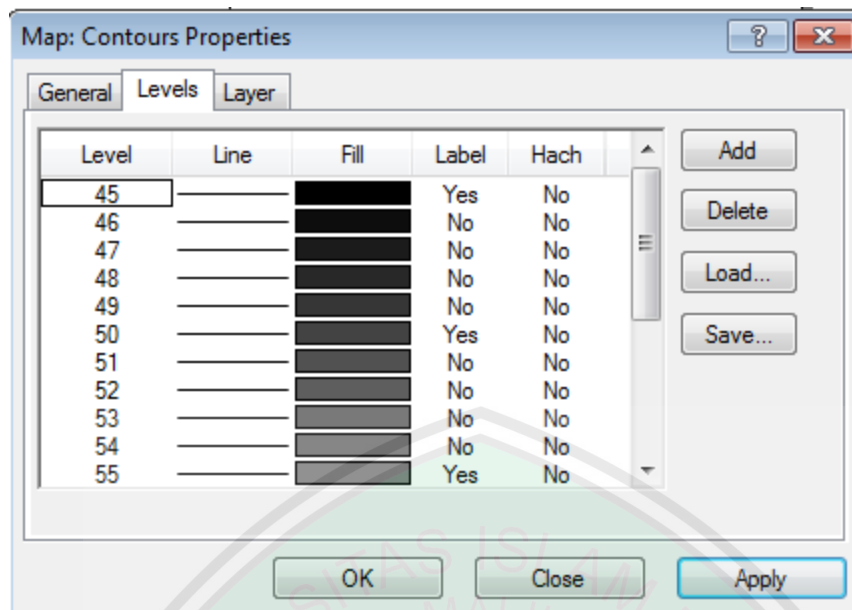 Map: Contours Properties
General Levels Layer
Level Line Fill Label Hach
45 Yes No
46 No No
47 No No
48 No No
49 No No
50 Yes No
51 No No
52 No No
53 No No
54 No No
55 Yes No
Add
Delete
Load...
Save...
SITAS ISLAM
OK Close Apply